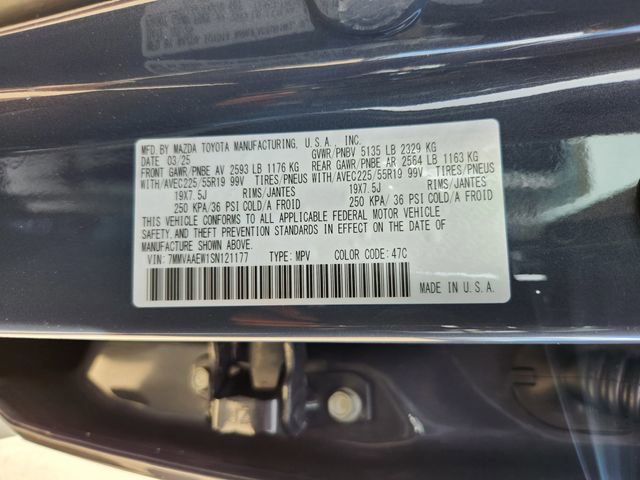 MFD. BY MAZDA TOYOTA MANUFACTURING, U.S.A., INC.
DATE 03/25 GVWR/PNBV 5135 LB 2329 KG
FRONT GAWR/PNBE AV 2593 LB 1176 KG REAR GAWR/PNBE AR 2564 LB 1163 KG
WITH/AVEC225/55R19 99V TIRES/PNEUS WITH/AVEC225/55R19 99V TIRES/PNEUS
19X7.5J RIMS/JANTES 19X7.5J RIMS/JANTES
250 KPA/36 PSI COLD/A FROID 250 KPA/36 PSI COLD/A FROID
THIS VEHICLE CONFORMS TO ALL APPLICABLE FEDERAL MOTOR VEHICLE
SAFETY, AND THEFT PREVENTION STANDARDS IN EFFECT ON THE DATE OF
MANUFACTURE SHOWN ABOVE.
VIN: 7MMVAAEW1SN121177 TYPE: MPV COLOR CODE: 47C
MADE IN U.S.A.